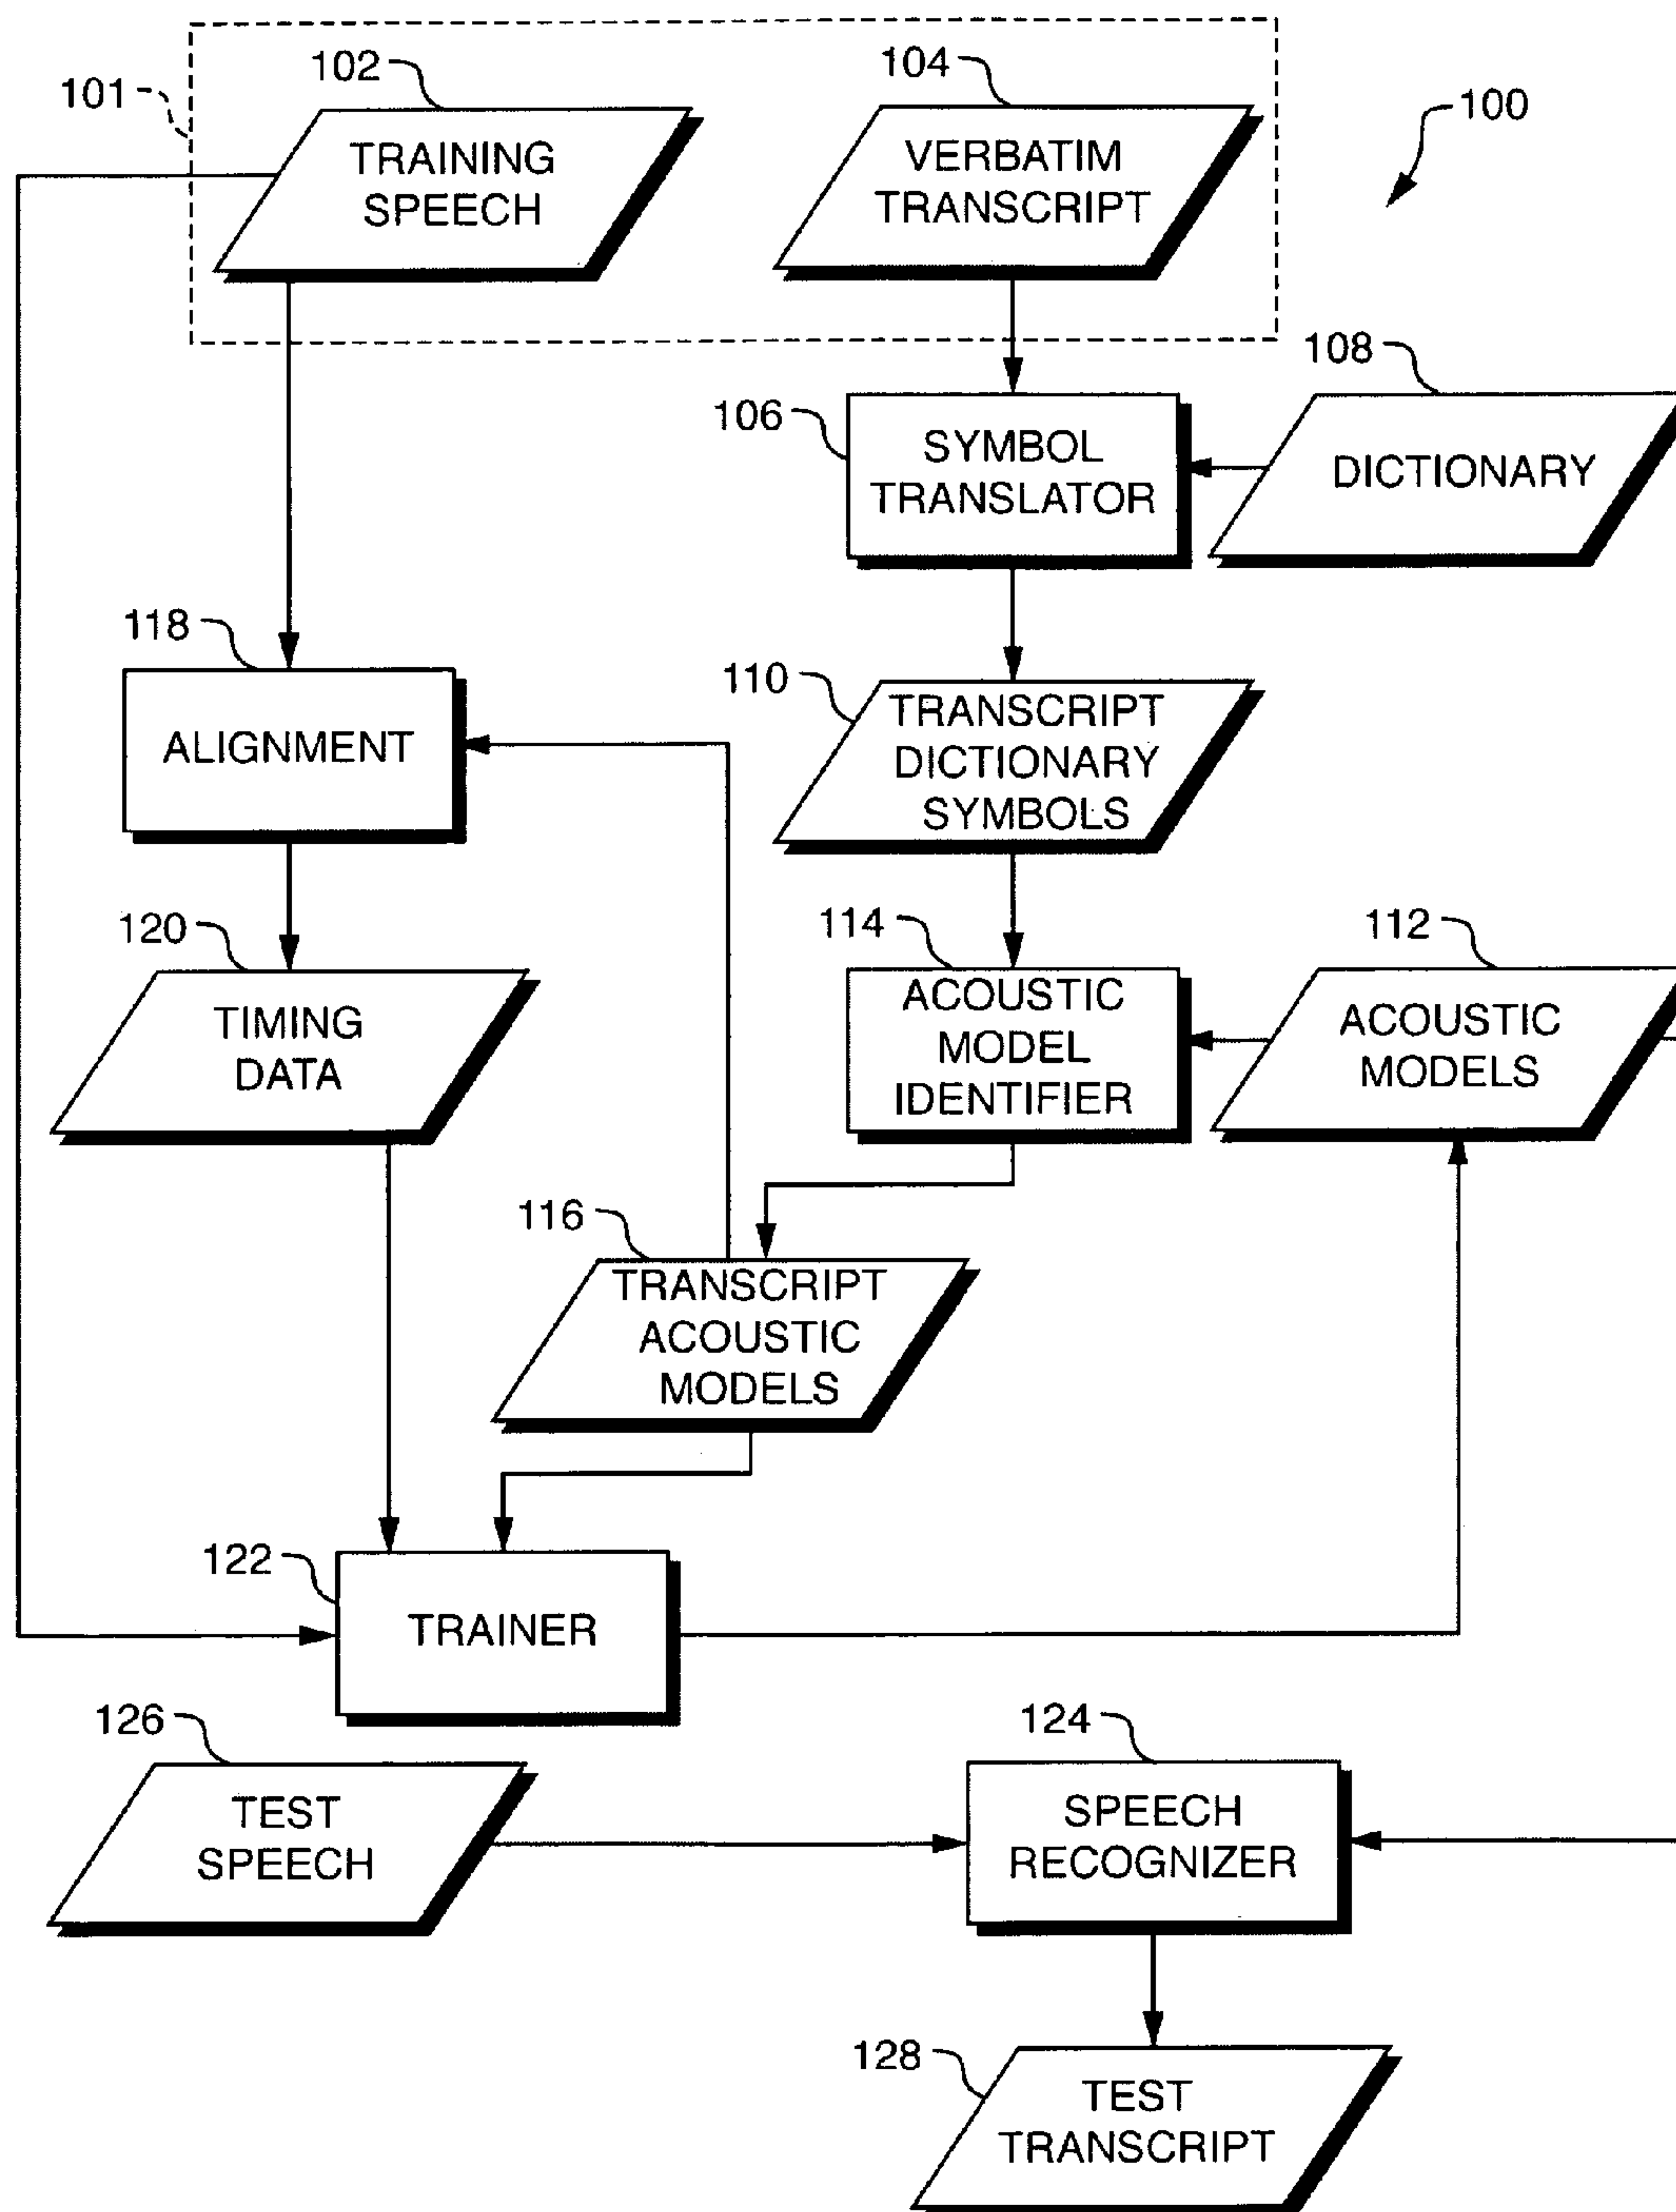 102
104
101
100
TRAINING
SPEECH
VERBATIM
TRANSCRIPT
108
106
SYMBOL
TRANSLATOR
DICTIONARY
118
110
TRANSCRIPT
DICTIONARY
SYMBOLS
ALIGNMENT
120
114
112
TIMING
DATA
ACOUSTIC
MODEL
IDENTIFIER
ACOUSTIC
MODELS
116
TRANSCRIPT
ACOUSTIC
MODELS
122
TRAINER
126
124
TEST
SPEECH
SPEECH
RECOGNIZER
128
TEST
TRANSCRIPT